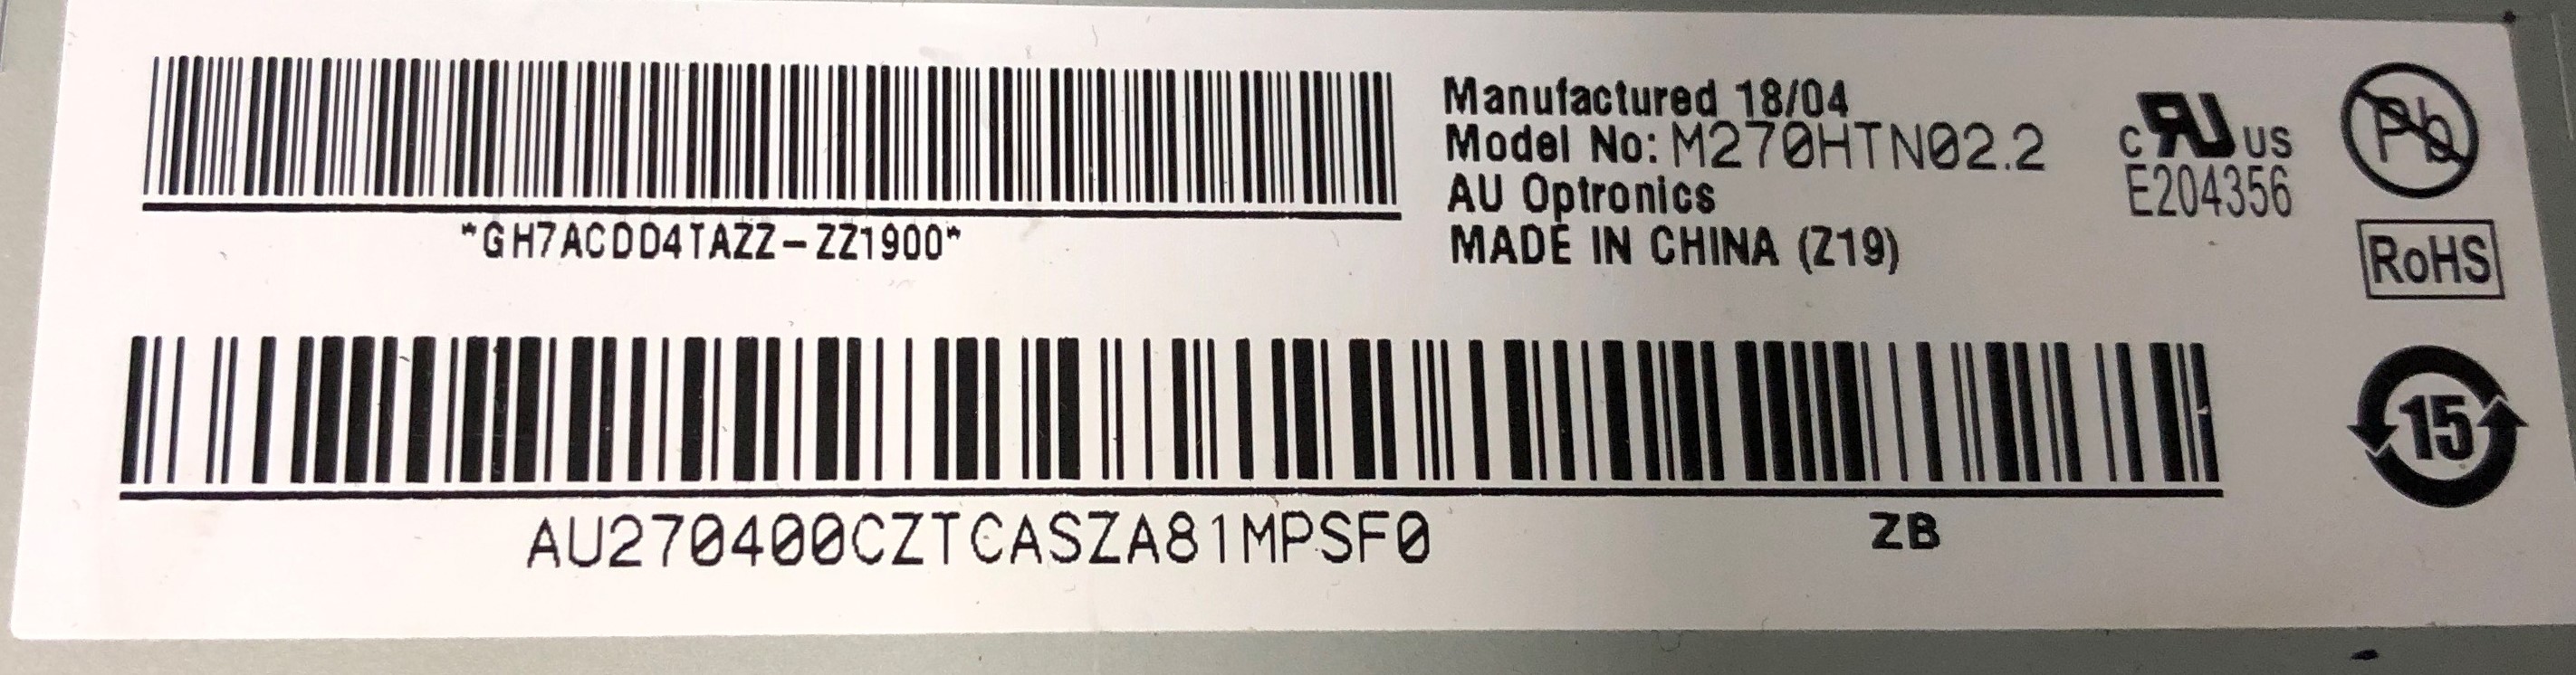 *GH7ACDD4TAZZ-ZZ1900*
Manufactured 18/04
Model No: M270HTN02.2
AU Optronics
MADE IN CHINA (Z19)
c RU US
E204356
Pb
RoHS
AU270400CZTCASZA81MPSF0 ZB
15